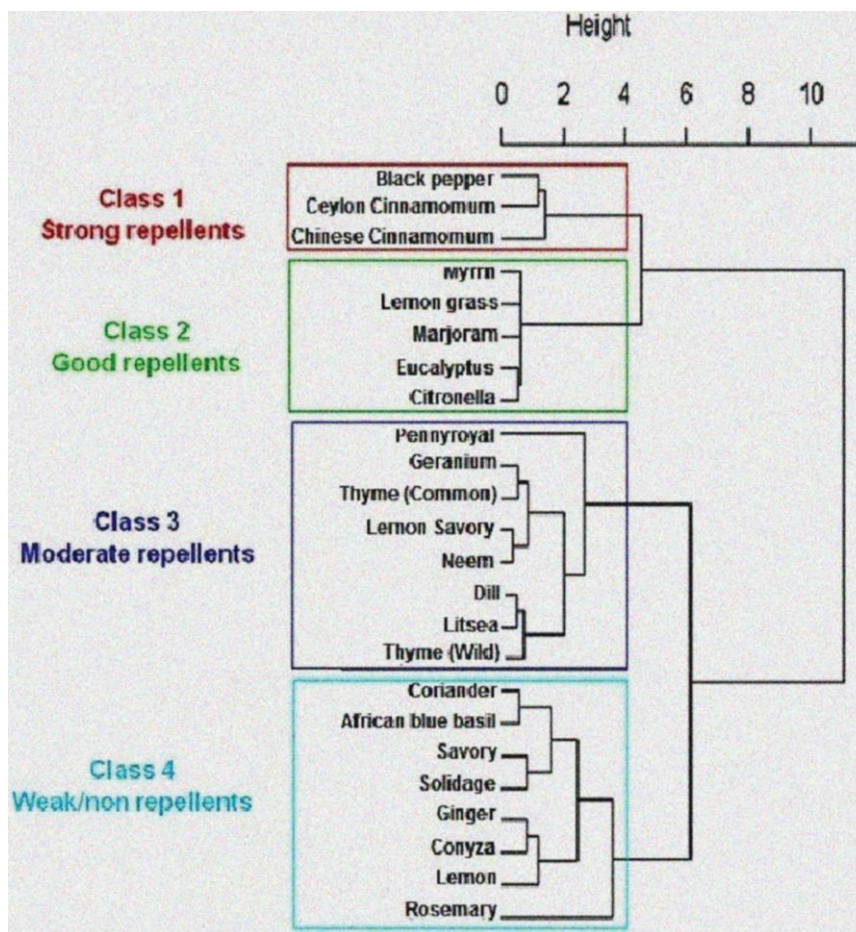 Height
0 2 4 6 8 10
Class 1
Strong repellents
Black pepper
Ceylon Cinnamomum
Chinese Cinnamomum
Class 2
Good repellents
Myrrh
Lemon grass
Marjoram
Eucalyptus
Citronella
Class 3
Moderate repellents
Pennyroyal
Geranium
Thyme (Common)
Lemon Savory
Neem
Dill
Litsea
Thyme (Wild)
Class 4
Weak/non repellents
Coriander
African blue basil
Savory
Solidage
Ginger
Conyza
Lemon
Rosemary